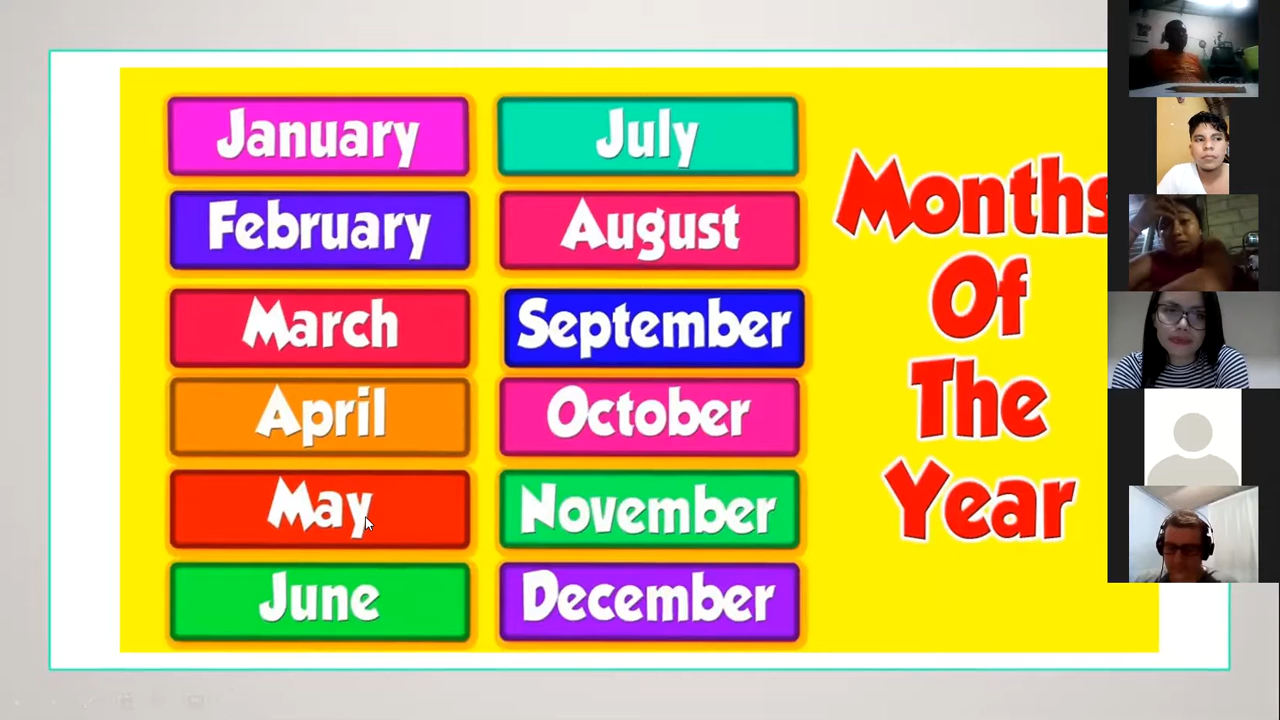 January
February
March
April
May
June
July
August
September
October
November
December
Months
Of
The
Year